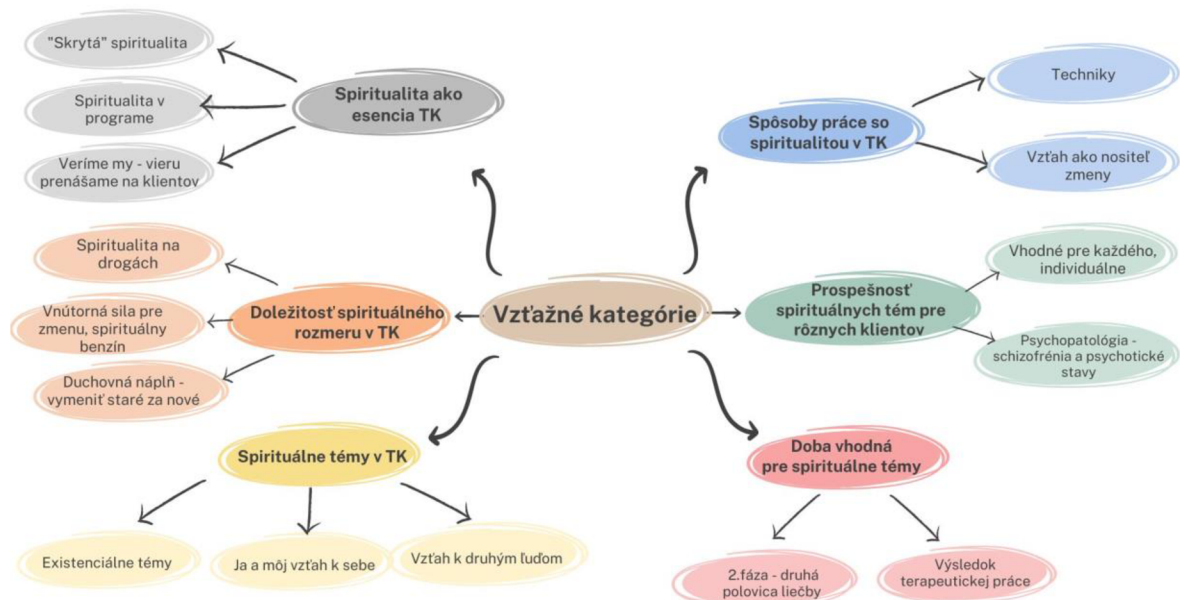 "Skrytá" spiritualita
Spiritualita v
programe
Veríme my - vieru
prenášame na klientov
Spiritualita ako
esencia TK
Spôsoby práce so
spiritualitou v TK
Techniky
Vzťah ako nositeľ
zmeny
Spiritualita na
drogách
Vnútorná sila pre
zmenu, spirituálny
benzín
Duchovná náplň -
vymeniť staré za nové
Doležitosť spirituálného
rozmeru v TK
Vzťažné kategórie
Prospešnosť
spirituálnych tém pre
rôznych klientov
Vhodné pre každého,
individuálne
Psychopatológia -
schizofrénia a psychotické
stavy
Spirituálne témy v TK
Existenciálne témy
Ja a môj vzťah k sebe
Vzťah k druhým ľuďom
Doba vhodná
pre spirituálne témy
2.fáza - druhá
polovica liečby
Výsledok
terapeutickej práce